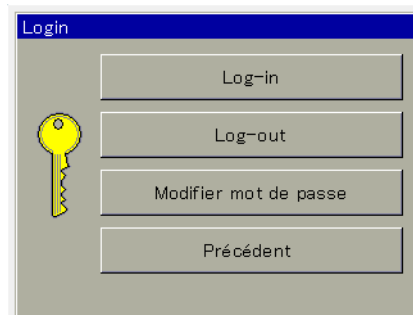 Login
Log-in
Log-out
Modifier mot de passe
Précédent